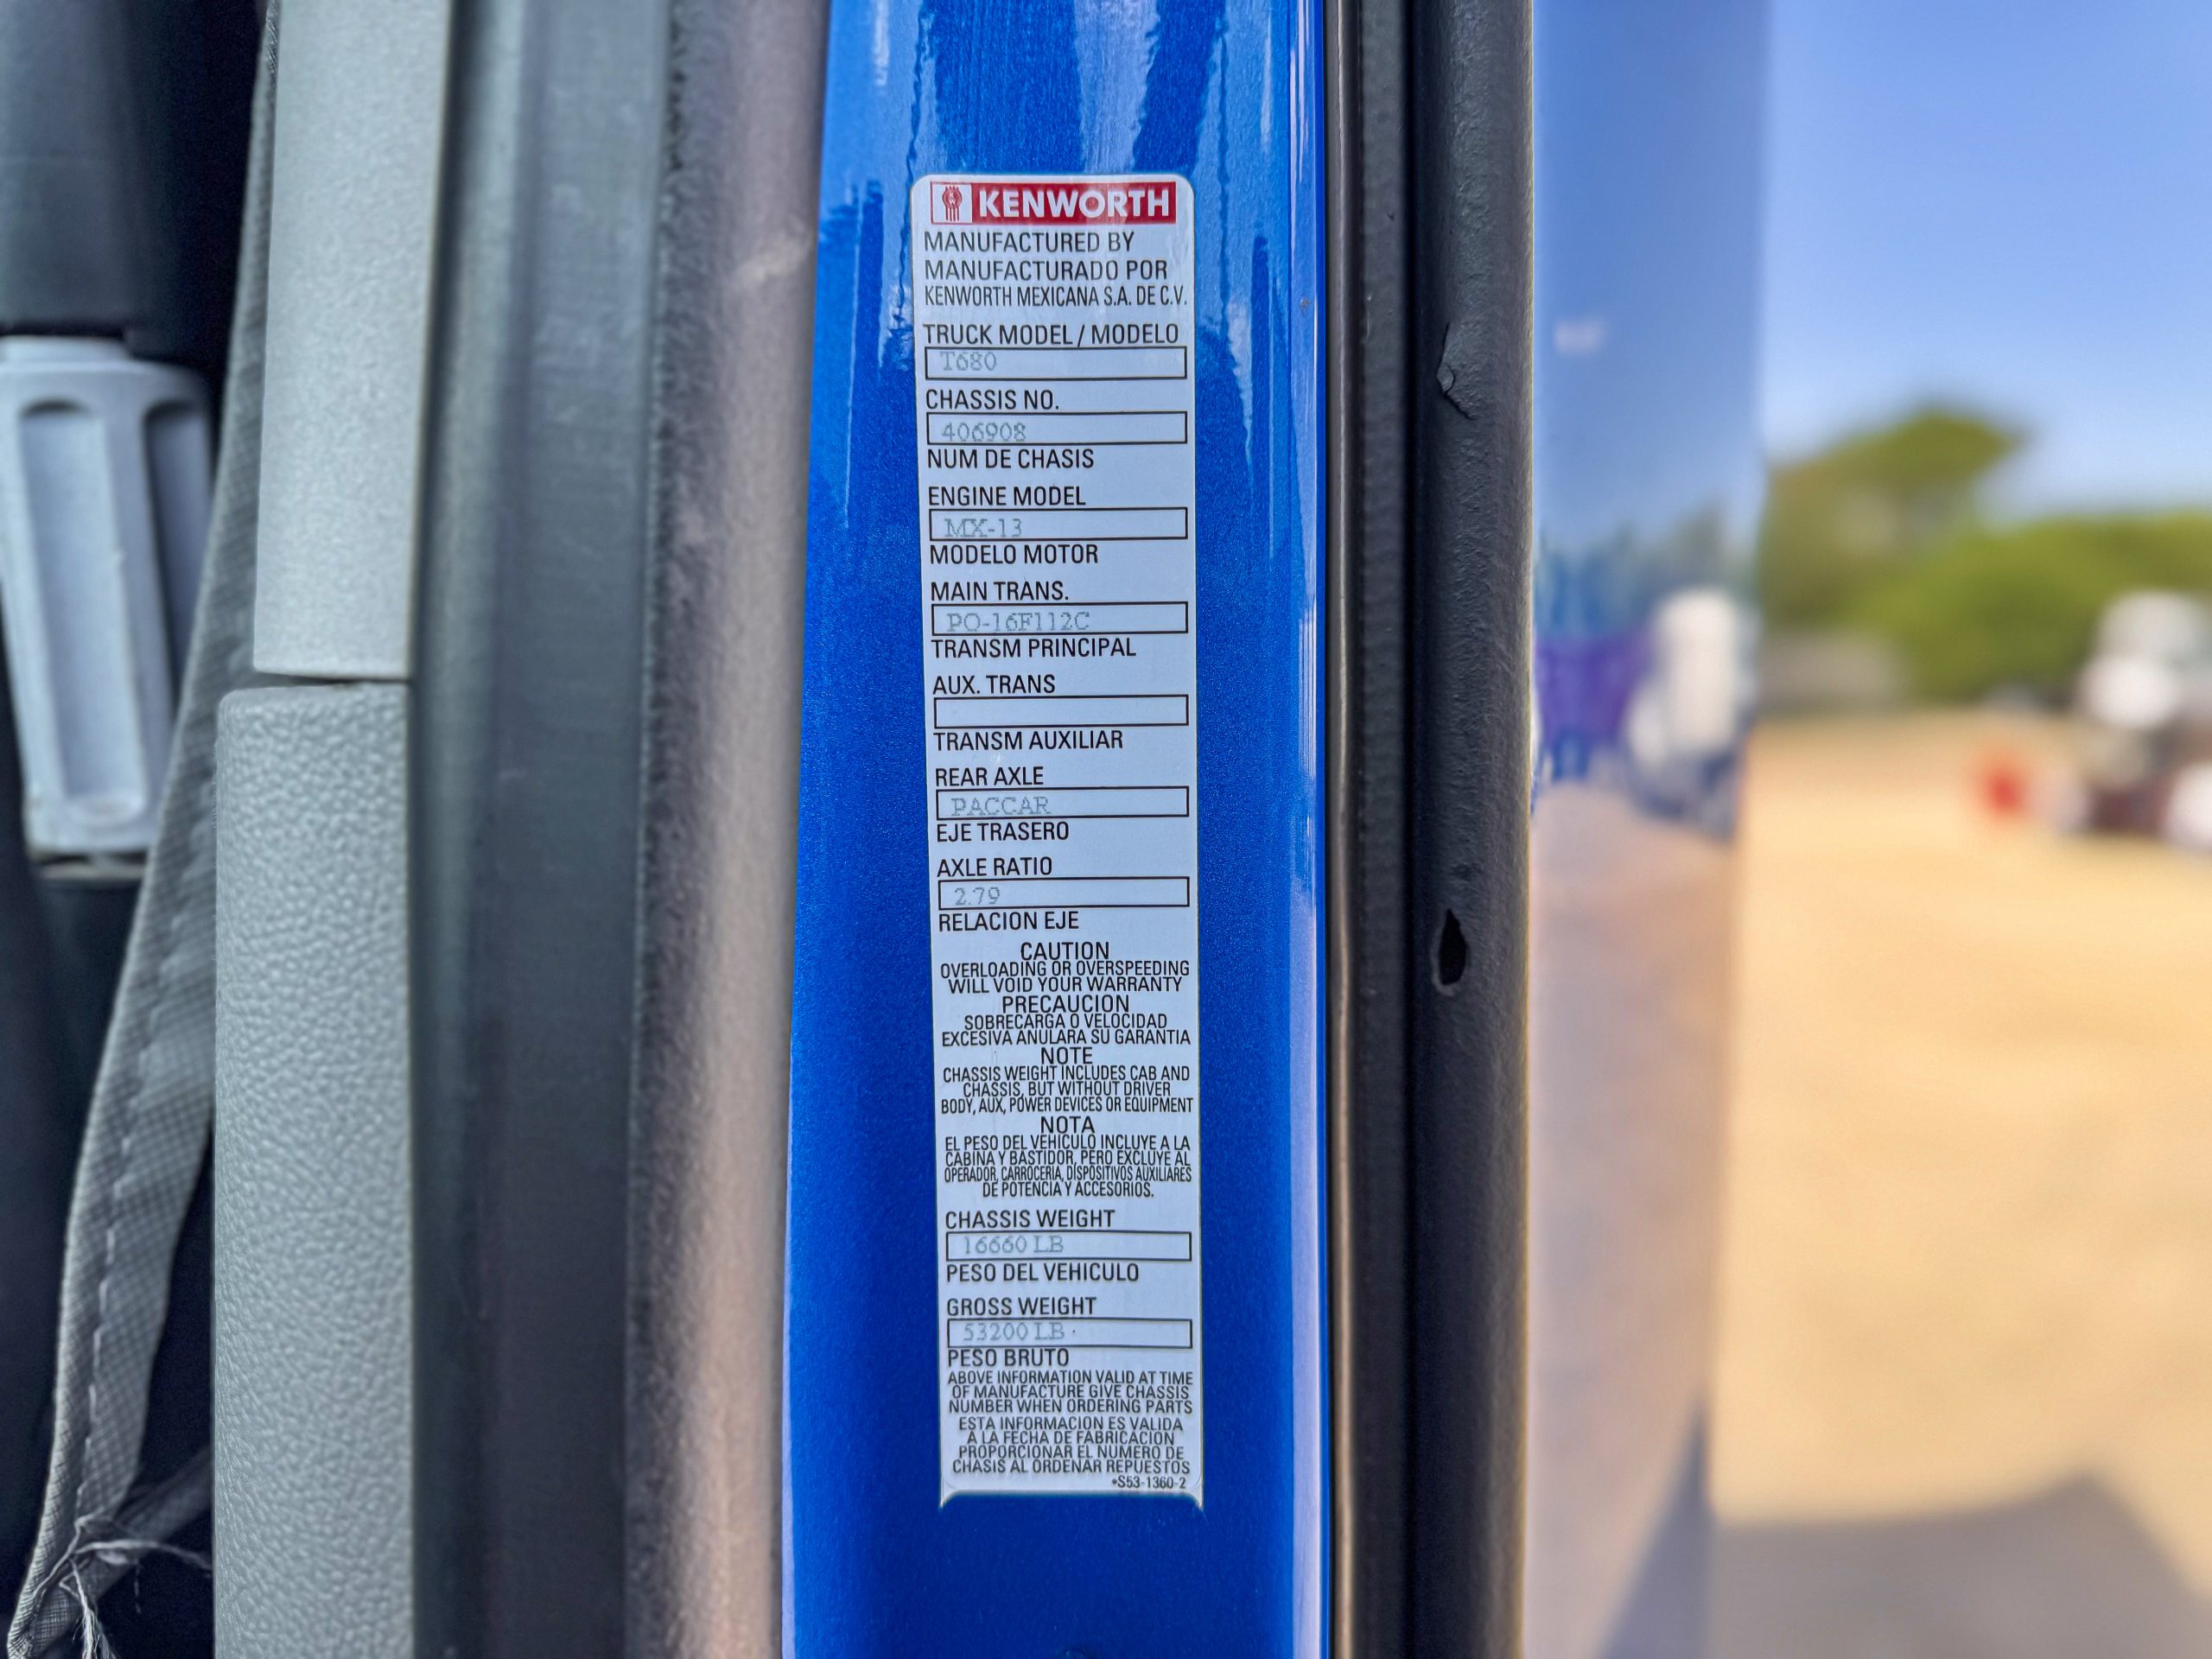 KENWORTH
MANUFACTURED BY
MANUFACTURADO POR
KENWORTH MEXICANA S.A. DE C.V.
TRUCK MODEL / MODELO
T680
CHASSIS NO.
406908
NUM DE CHASIS
ENGINE MODEL
MX-13
MODELO MOTOR
MAIN TRANS.
PO-16F112C
TRANSM PRINCIPAL
AUX. TRANS
TRANSM AUXILIAR
REAR AXLE
PACCAR
EJE TRASERO
AXLE RATIO
2.79
RELACION EJE
CAUTION
OVERLOADING OR OVERSPEEDING
WILL VOID YOUR WARRANTY
PRECAUCION
SOBRECARGA O VELOCIDAD
EXCESIVA ANULARA SU GARANTIA
NOTE
CHASSIS WEIGHT INCLUDES CAB AND
CHASSIS, BUT WITHOUT DRIVER
BODY, AUX, POWER DEVICES OR EQUIPMENT
NOTA
EL PESO DEL VEHICULO INCLUYE A LA
CABINA Y BASTIDOR, PERO EXCLUYE AL
OPERADOR, CARROCERIA, DISPOSITIVOS AUXILIARES
DE POTENCIA Y ACCESORIOS.
CHASSIS WEIGHT
16660 LB
PESO DEL VEHICULO
GROSS WEIGHT
53200 LB
PESO BRUTO
ABOVE INFORMATION VALID AT TIME
OF MANUFACTURE GIVE CHASSIS
NUMBER WHEN ORDERING PARTS
ESTA INFORMACION ES VALIDA
A LA FECHA DE FABRICACION
PROPORCIONAR EL NUMERO DE
CHASIS AL ORDENAR REPUESTOS
•S53-1360-2